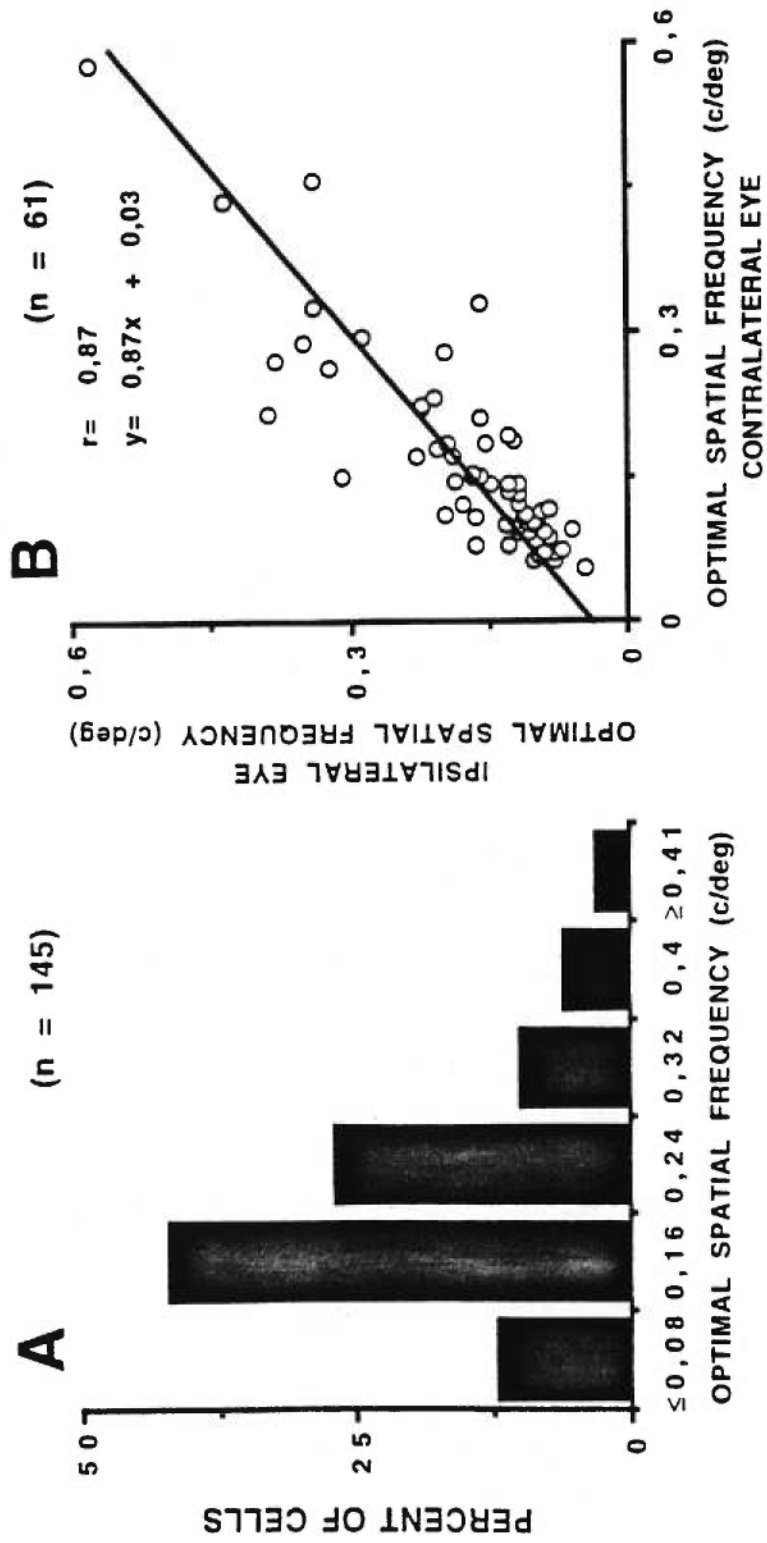 A
(n = 145)
PERCENT OF CELLS
50
25
0
≤0,08 0,16 0,24 0,32 0,4 ≥0,41
OPTIMAL SPATIAL FREQUENCY (c/deg)
B
(n = 61)
r= 0,87
y= 0,87x + 0,03
IPSILATERAL EYE
OPTIMAL SPATIAL FREQUENCY (c/deg)
0,6
0,3
0
0 0,3 0,6
OPTIMAL SPATIAL FREQUENCY (c/deg)
CONTRALATERAL EYE